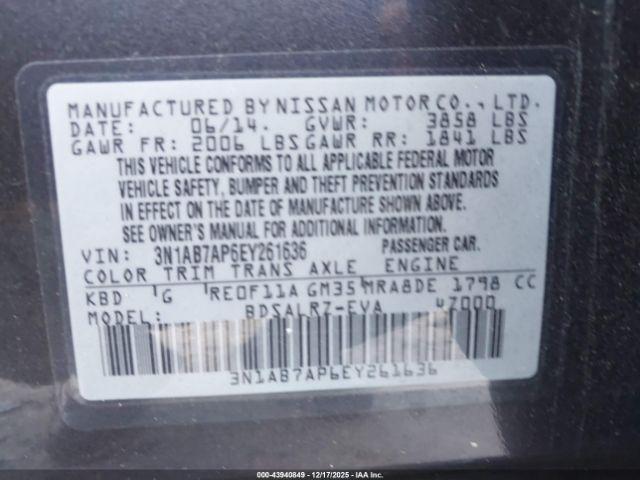 MANUFACTURED BY NISSAN MOTOR CO., LTD.
DATE: 06/14. GVWR: 3858 LBS
GAWR FR: 2006 LBS GAWR RR: 1841 LBS
THIS VEHICLE CONFORMS TO ALL APPLICABLE FEDERAL MOTOR
VEHICLE SAFETY, BUMPER AND THEFT PREVENTION STANDARDS
IN EFFECT ON THE DATE OF MANUFACTURE SHOWN ABOVE.
SEE OWNER'S MANUAL FOR ADDITIONAL INFORMATION.
VIN: 3N1AB7AP6EY261636 PASSENGER CAR.
COLOR TRIM TRANS AXLE ENGINE
KBD G RE0F11A GM35 MRA8DE 1798 CC
MODEL: BDSALRZ-EVA 47000
3N1AB7AP6EY261636
000-43940849 - 12/17/2025 - IAA, Inc.